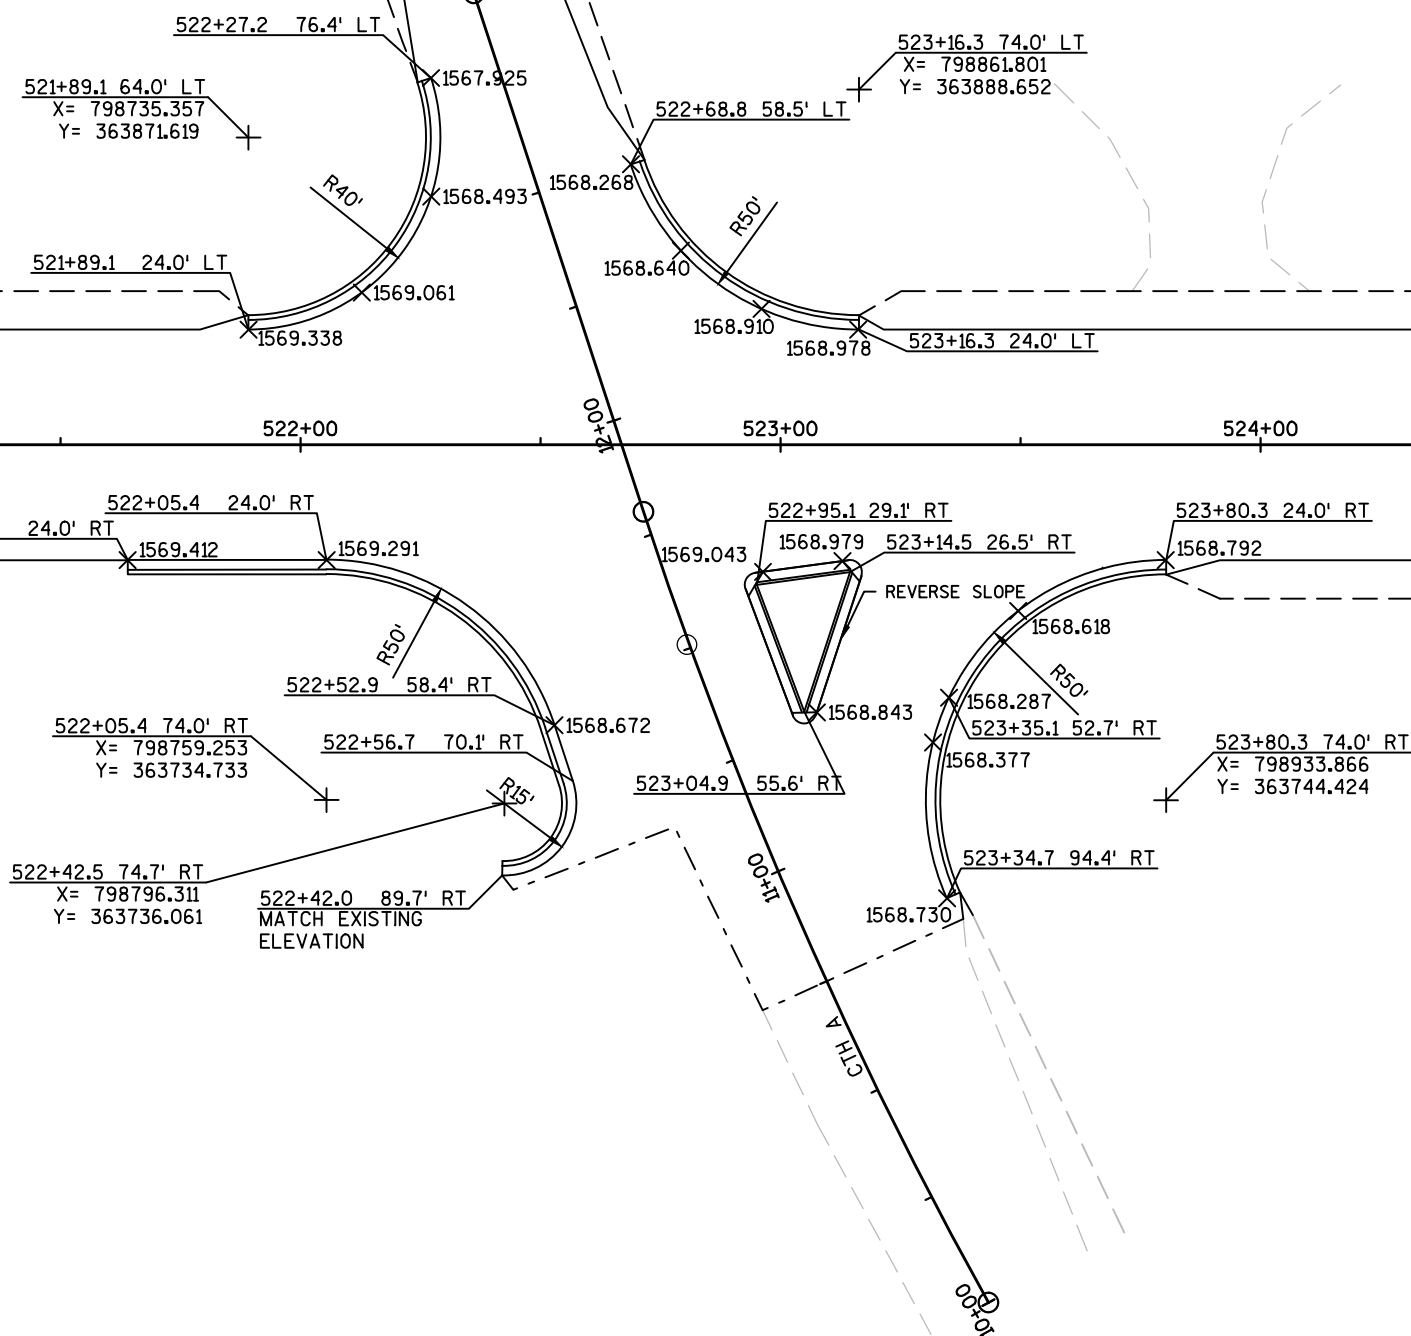 522+27.2 76.4' LT
1567.925
521+89.1 64.0' LT
X= 798735.357
Y= 363871.619
523+16.3 74.0' LT
X= 798861.801
Y= 363888.652
522+68.8 58.5' LT
1568.268
1568.493
R40'
R50'
521+89.1 24.0' LT
1568.640
1569.061
1568.910
1569.338
1568.978
523+16.3 24.0' LT
12+00
522+00
523+00
524+00
522+05.4 24.0' RT
24.0' RT
1569.412
1569.291
522+95.1 29.1' RT
1569.043
1568.979
523+14.5 26.5' RT
523+80.3 24.0' RT
1568.792
REVERSE SLOPE
1568.618
R50'
R50'
522+52.9 58.4' RT
1568.672
1568.843
1568.287
523+35.1 52.7' RT
522+05.4 74.0' RT
X= 798759.253
Y= 363734.733
522+56.7 70.1' RT
1568.377
523+80.3 74.0' RT
X= 798933.866
Y= 363744.424
R15'
523+04.9 55.6' RT
522+42.5 74.7' RT
X= 798796.311
Y= 363736.061
522+42.0 89.7' RT
MATCH EXISTING
ELEVATION
11+00
523+34.7 94.4' RT
1568.730
CTH A
10+00